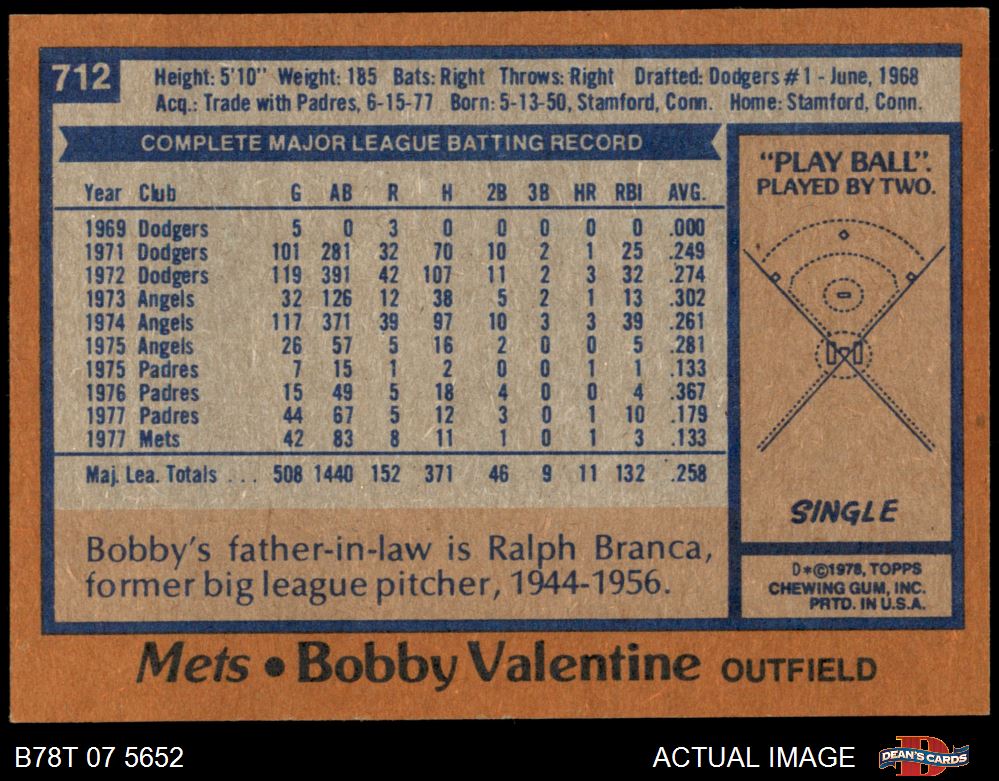 712
Height: 5'10" Weight: 185 Bats: Right Throws: Right Drafted: Dodgers #1 - June, 1968
Acq.: Trade with Padres, 6-15-77 Born: 5-13-50, Stamford, Conn. Home: Stamford, Conn.
COMPLETE MAJOR LEAGUE BATTING RECORD
Year Club G AB R H 2B 3B HR RBI AVG.
1969 Dodgers 5 0 3 0 0 0 0 0 .000
1971 Dodgers 101 281 32 70 10 2 1 25 .249
1972 Dodgers 119 391 42 107 11 2 3 32 .274
1973 Angels 32 126 12 38 5 2 1 13 .302
1974 Angels 117 371 39 97 10 3 3 39 .261
1975 Angels 26 57 5 16 2 0 0 5 .281
1975 Padres 7 15 1 2 0 0 1 1 .133
1976 Padres 15 49 5 18 4 0 0 4 .367
1977 Padres 44 67 5 12 3 0 1 10 .179
1977 Mets 42 83 8 11 1 0 1 3 .133
Maj. Lea. Totals ... 508 1440 152 371 46 9 11 132 .258
Bobby's father-in-law is Ralph Branca,
former big league pitcher, 1944-1956.
"PLAY BALL".
PLAYED BY TWO.
SINGLE
D*©1978, TOPPS
CHEWING GUM, INC.
PRTD. IN U.S.A.
Mets • Bobby Valentine OUTFIELD
B78T 07 5652
ACTUAL IMAGE
DEAN'S CARDS